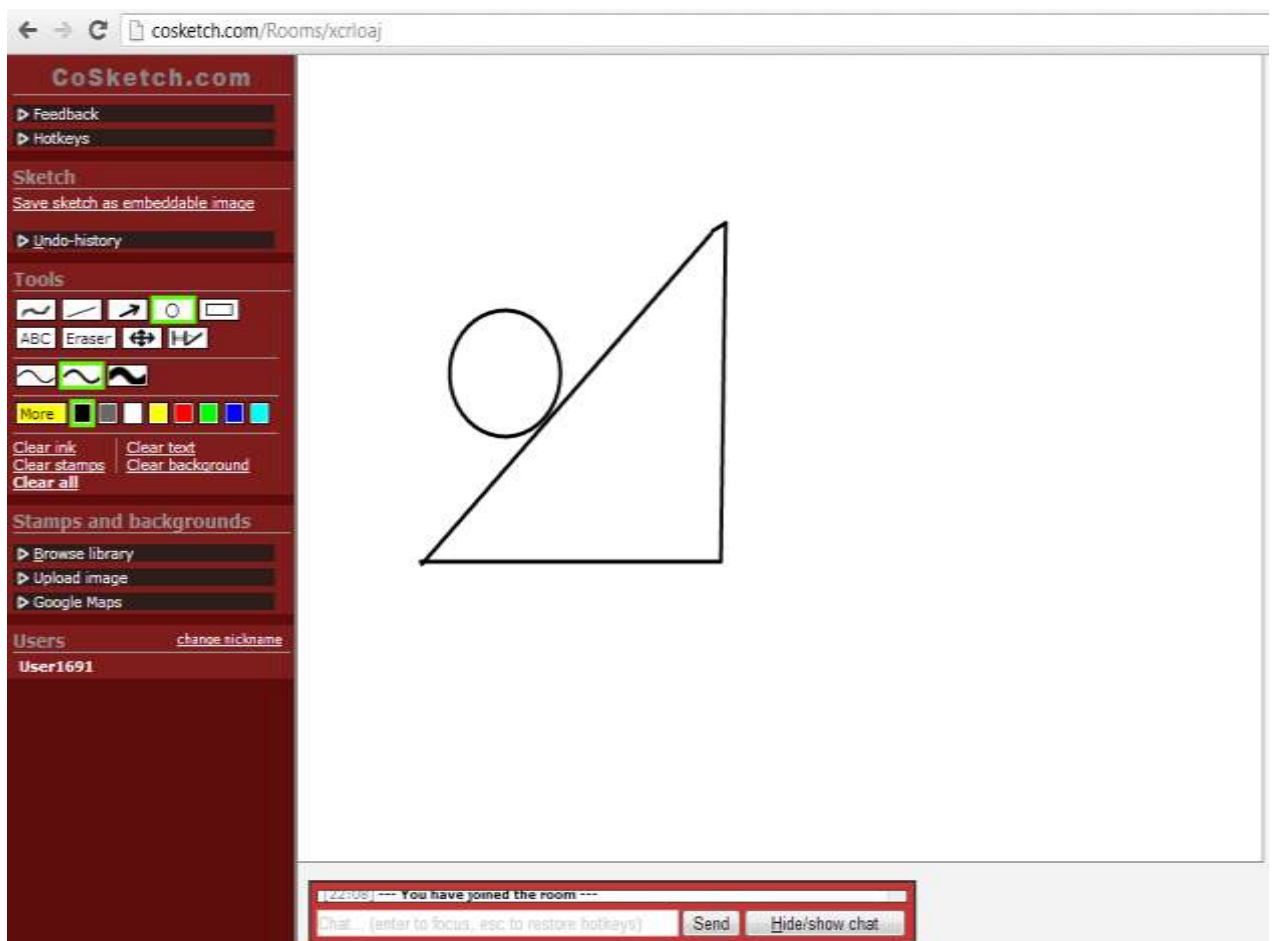 cosketch.com/Rooms/xcrloaj
CoSketch.com
Feedback
Hotkeys
Sketch
Save sketch as embeddable image
Undo-history
Tools
ABC Eraser
More
Clear ink Clear text
Clear stamps Clear background
Clear all
Stamps and backgrounds
Browse library
Upload image
Google Maps
Users change nickname
User1691
[22:08] --- You have joined the room ---
Chat... (enter to focus, esc to restore hotkeys) Send Hide/show chat